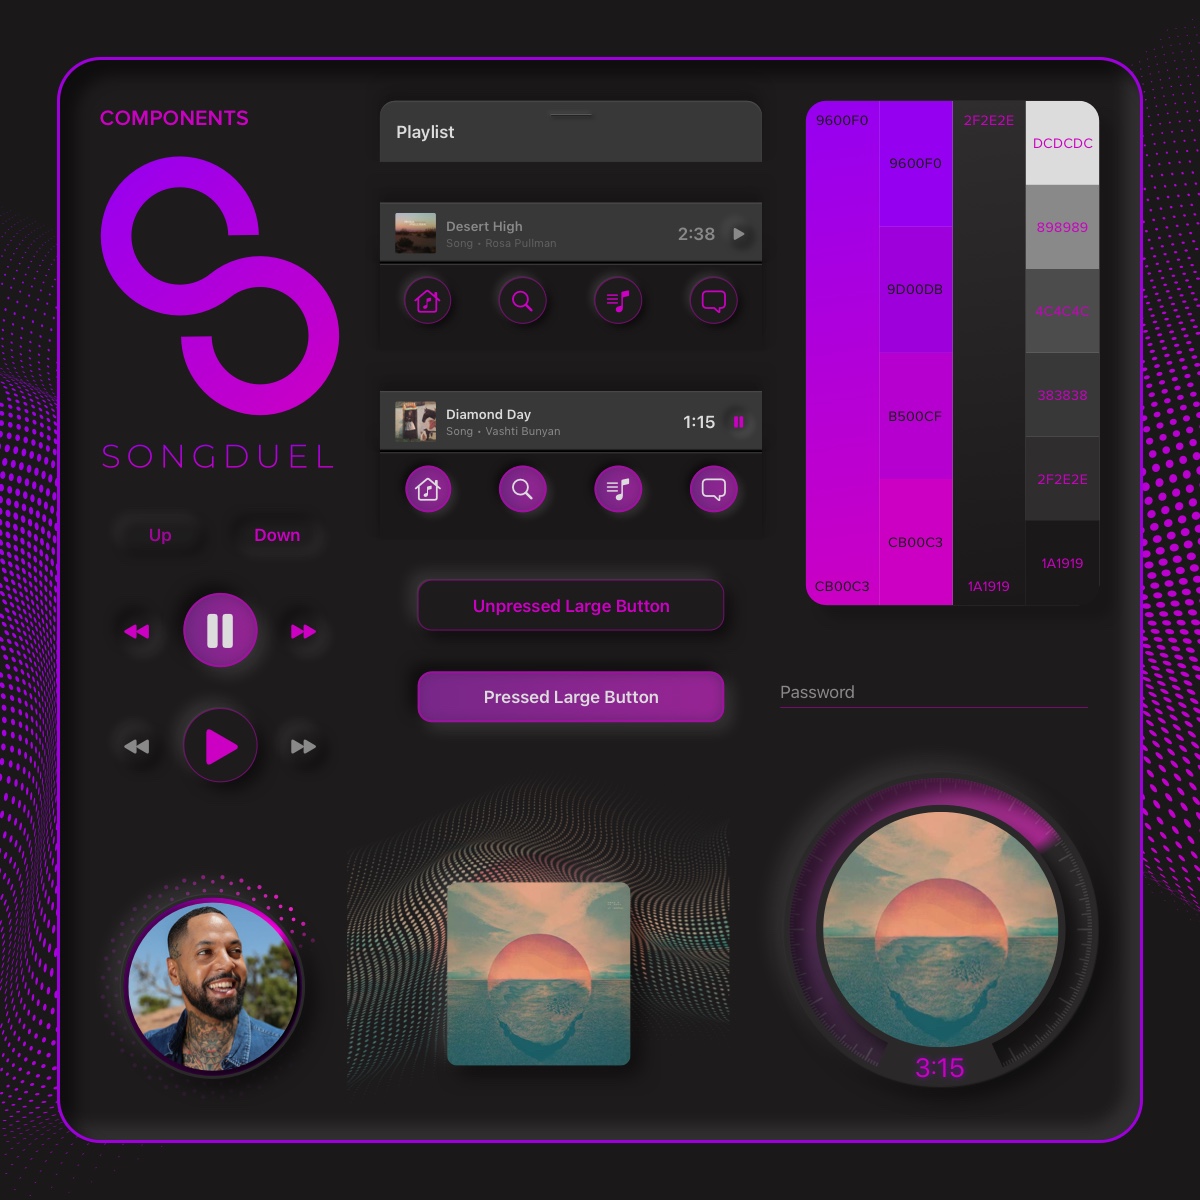 COMPONENTS
SONGDUEL
Up
Down
Playlist
Desert High
Song • Rosa Pullman
2:38
Diamond Day
Song • Vashti Bunyan
1:15
Unpressed Large Button
Pressed Large Button
9600F0
CB00C3
9600F0
9D00DB
B500CF
CB00C3
2F2E2E
1A1919
DCDCDC
898989
4C4C4C
383838
2F2E2E
1A1919
Password
3:15